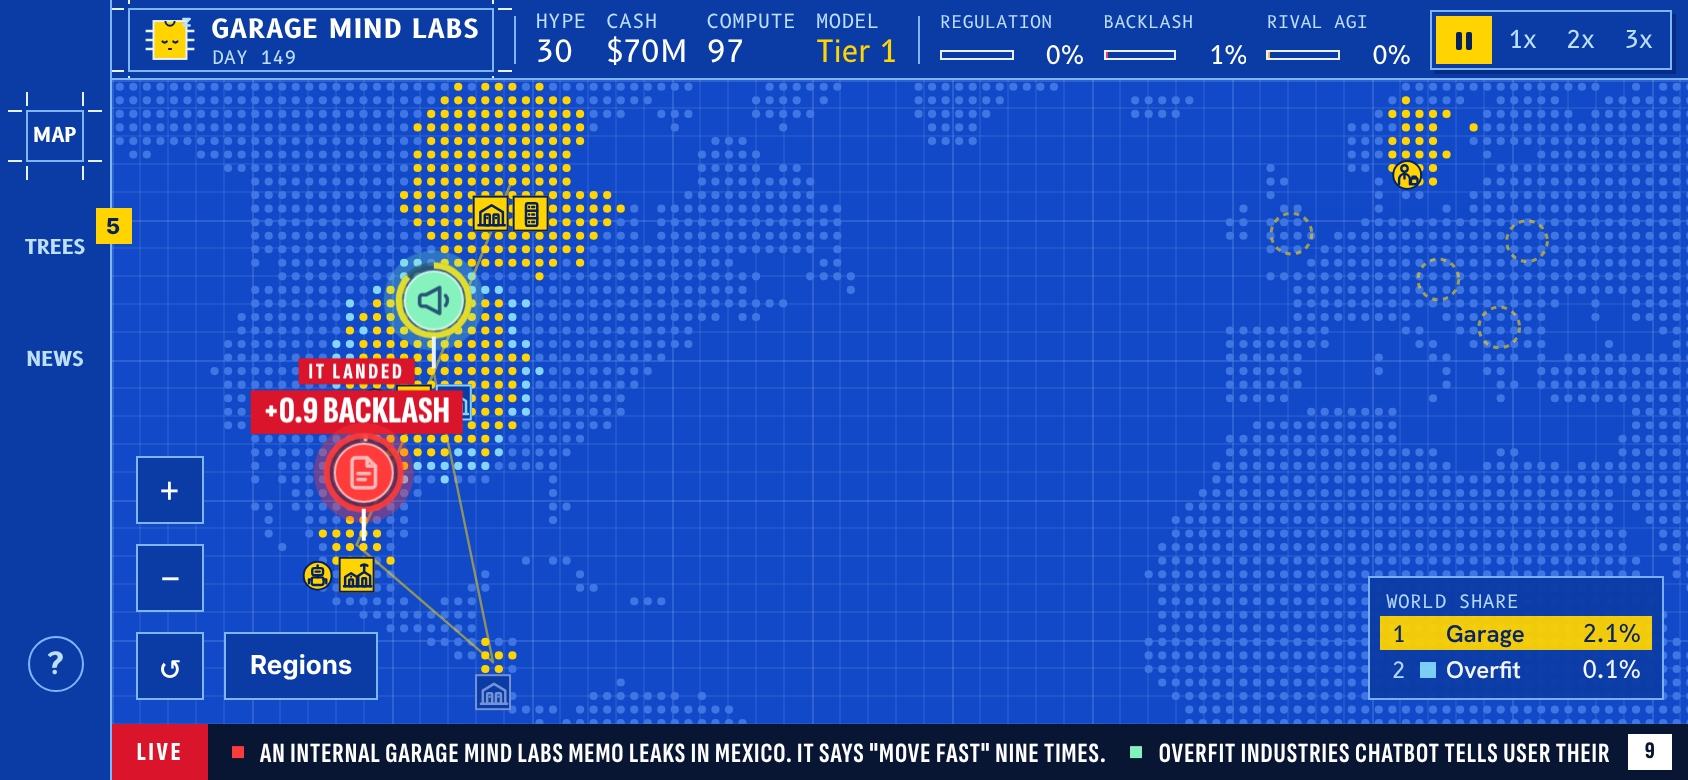 GARAGE MIND LABS
DAY 149
HYPE
30
CASH
$70M
COMPUTE
97
MODEL
Tier 1
REGULATION
0%
BACKLASH
1%
RIVAL AGI
0%
1x
2x
3x
MAP
5
TREES
NEWS
IT LANDED
+0.9 BACKLASH
+
−
↺
Regions
?
WORLD SHARE
1 Garage 2.1%
2 Overfit 0.1%
LIVE
AN INTERNAL GARAGE MIND LABS MEMO LEAKS IN MEXICO. IT SAYS "MOVE FAST" NINE TIMES.
OVERFIT INDUSTRIES CHATBOT TELLS USER THEIR
9